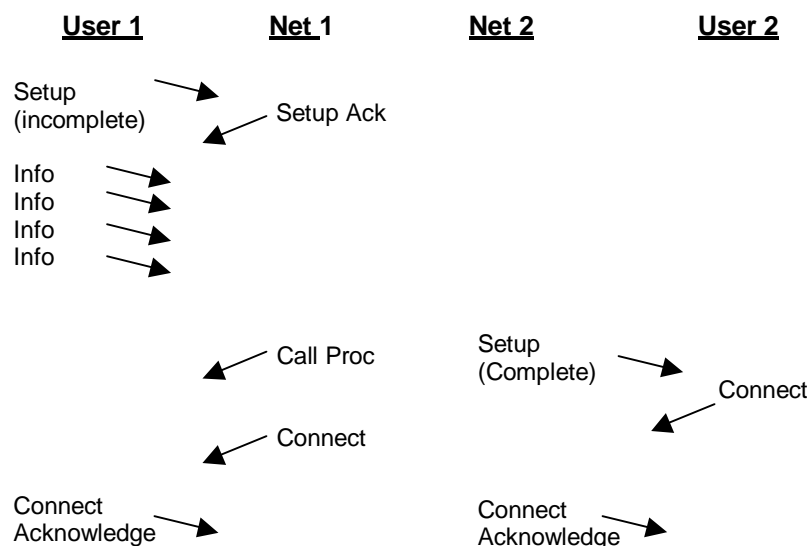 User 1 Net 1 Net 2 User 2
Setup
(incomplete)
Setup Ack
Info
Info
Info
Info
Call Proc
Setup
(Complete)
Connect
Connect
Connect
Acknowledge
Connect
Acknowledge